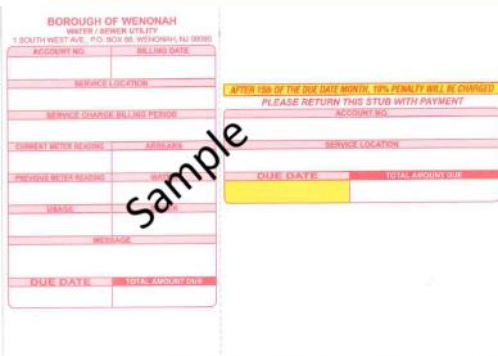 BOROUGH OF WENONAH
WATER / SEWER UTILITY
1 SOUTH WEST AVE., P.O. BOX 66, WENONAH, NJ 08090
ACCOUNT NO. BILLING DATE
SERVICE LOCATION
SERVICE CHARGE BILLING PERIOD
CURRENT METER READING ARREARS
PREVIOUS METER READING WATER
USAGE
MESSAGE
DUE DATE TOTAL AMOUNT DUE
Sample
AFTER 15th OF THE DUE DATE MONTH, 10% PENALTY WILL BE CHARGED
PLEASE RETURN THIS STUB WITH PAYMENT
ACCOUNT NO.
SERVICE LOCATION
DUE DATE TOTAL AMOUNT DUE